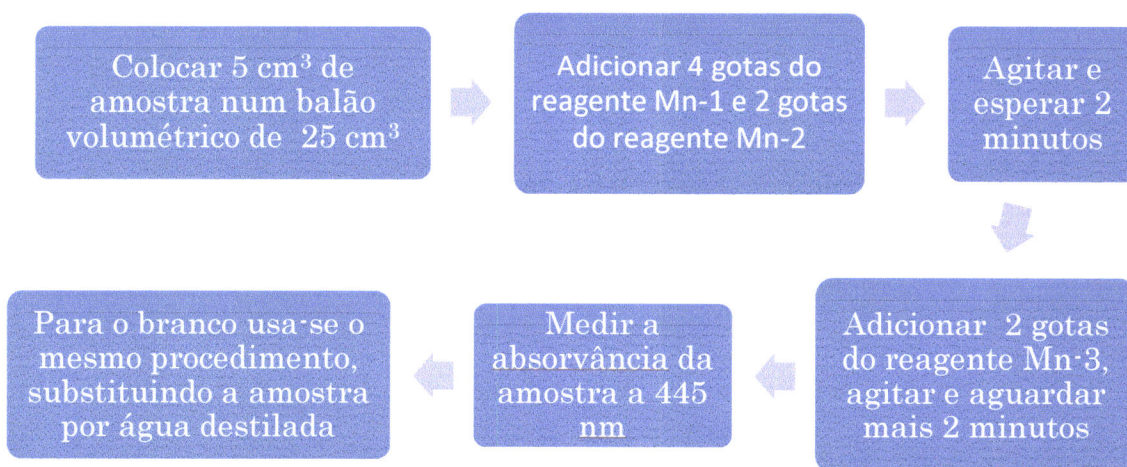 Colocar 5 cm³ de
amostra num balão
volumétrico de 25 cm³
Adicionar 4 gotas do
reagente Mn-1 e 2 gotas
do reagente Mn-2
Agitar e
esperar 2
minutos
Adicionar 2 gotas
do reagente Mn-3,
agitar e aguardar
mais 2 minutos
Medir a
absorvância da
amostra a 445
nm
Para o branco usa-se o
mesmo procedimento,
substituindo a amostra
por água destilada